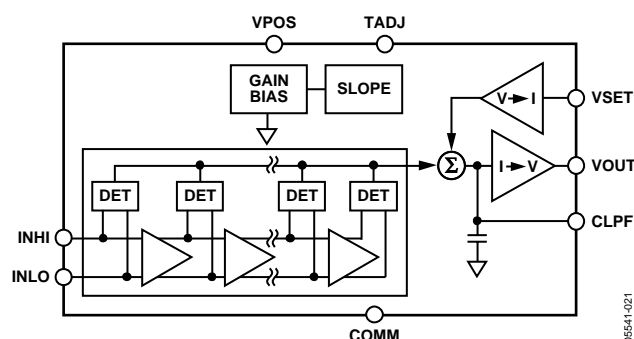 VPOS
TADJ
GAIN
BIAS
SLOPE
V I
VSET
Σ
I V
VOUT
DET
DET
DET
DET
CLPF
INHI
INLO
COMM
05541-021